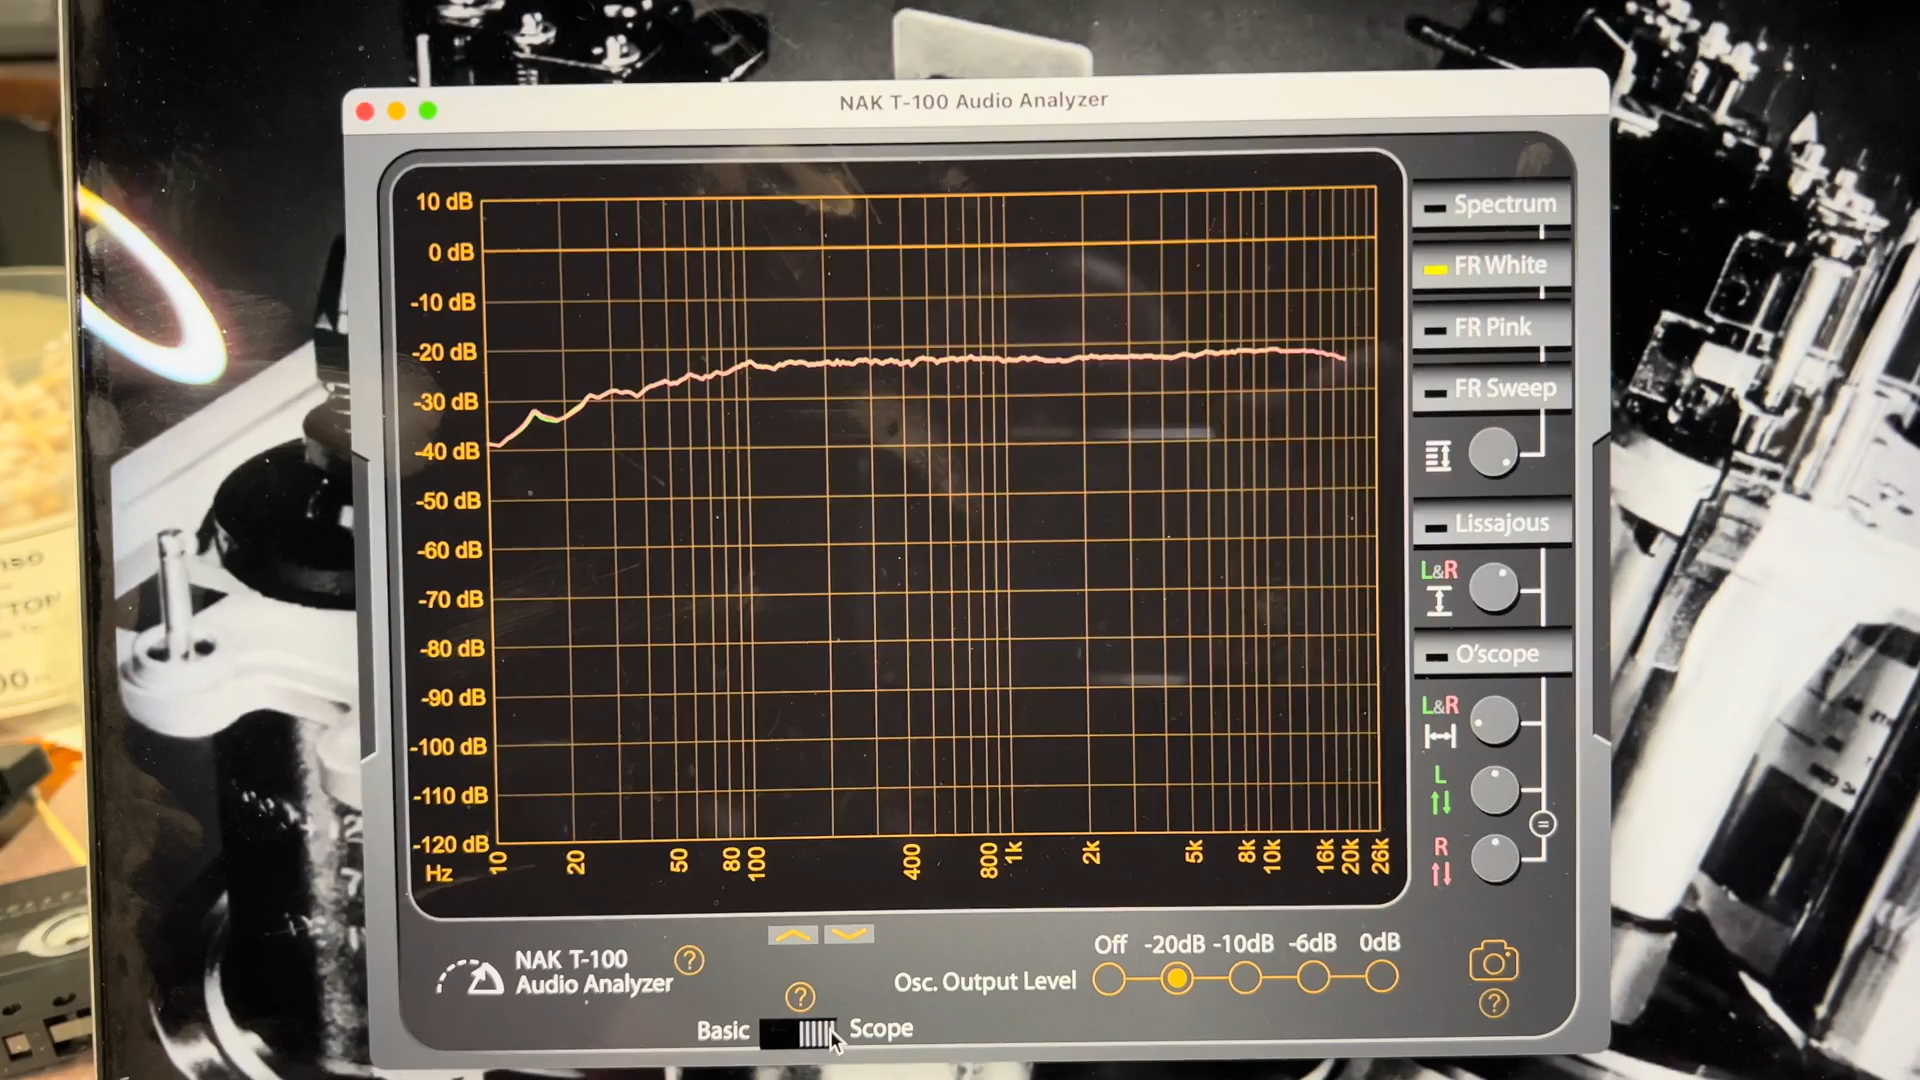 NAK T-100 Audio Analyzer
10 dB
0 dB
-10 dB
-20 dB
-30 dB
-40 dB
-50 dB
-60 dB
-70 dB
-80 dB
-90 dB
-100 dB
-110 dB
-120 dB
Hz 10 20 50 80 100 400 800 1k 2k 5k 8k 10k 16k 20k 26k
Spectrum
FR White
FR Pink
FR Sweep
Lissajous
L&R
O'scope
L&R
L
R
=
NAK T-100
Audio Analyzer
?
?
Basic
Scope
Off -20dB -10dB -6dB 0dB
Osc. Output Level
?
TON